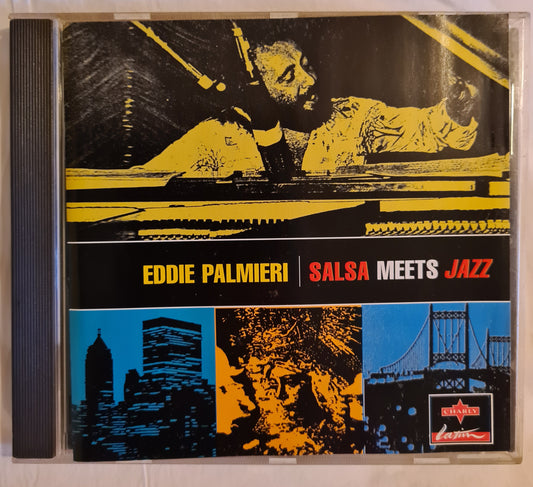 EDDIE PALMIERI | SALSA MEETS JAZZ
CHARLY
Latin